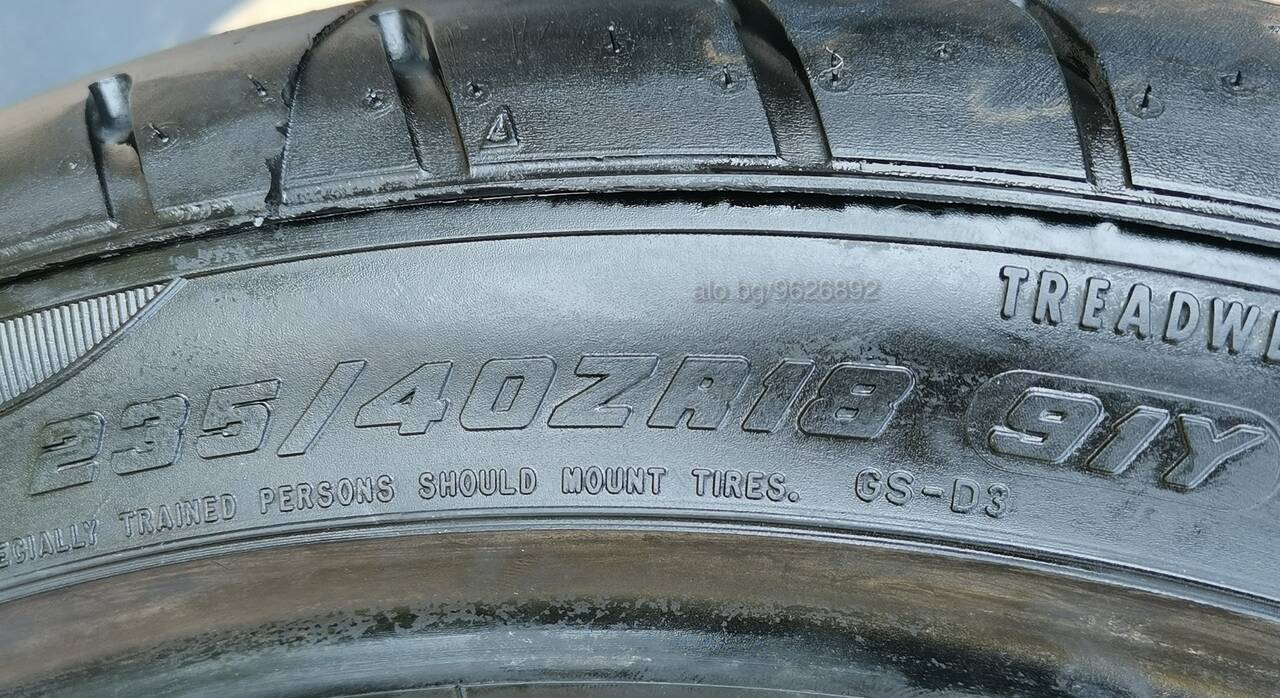 alo.bg/9626892
TREADWE
235/40ZR18 91Y
ECIALLY TRAINED PERSONS SHOULD MOUNT TIRES. GS-D3